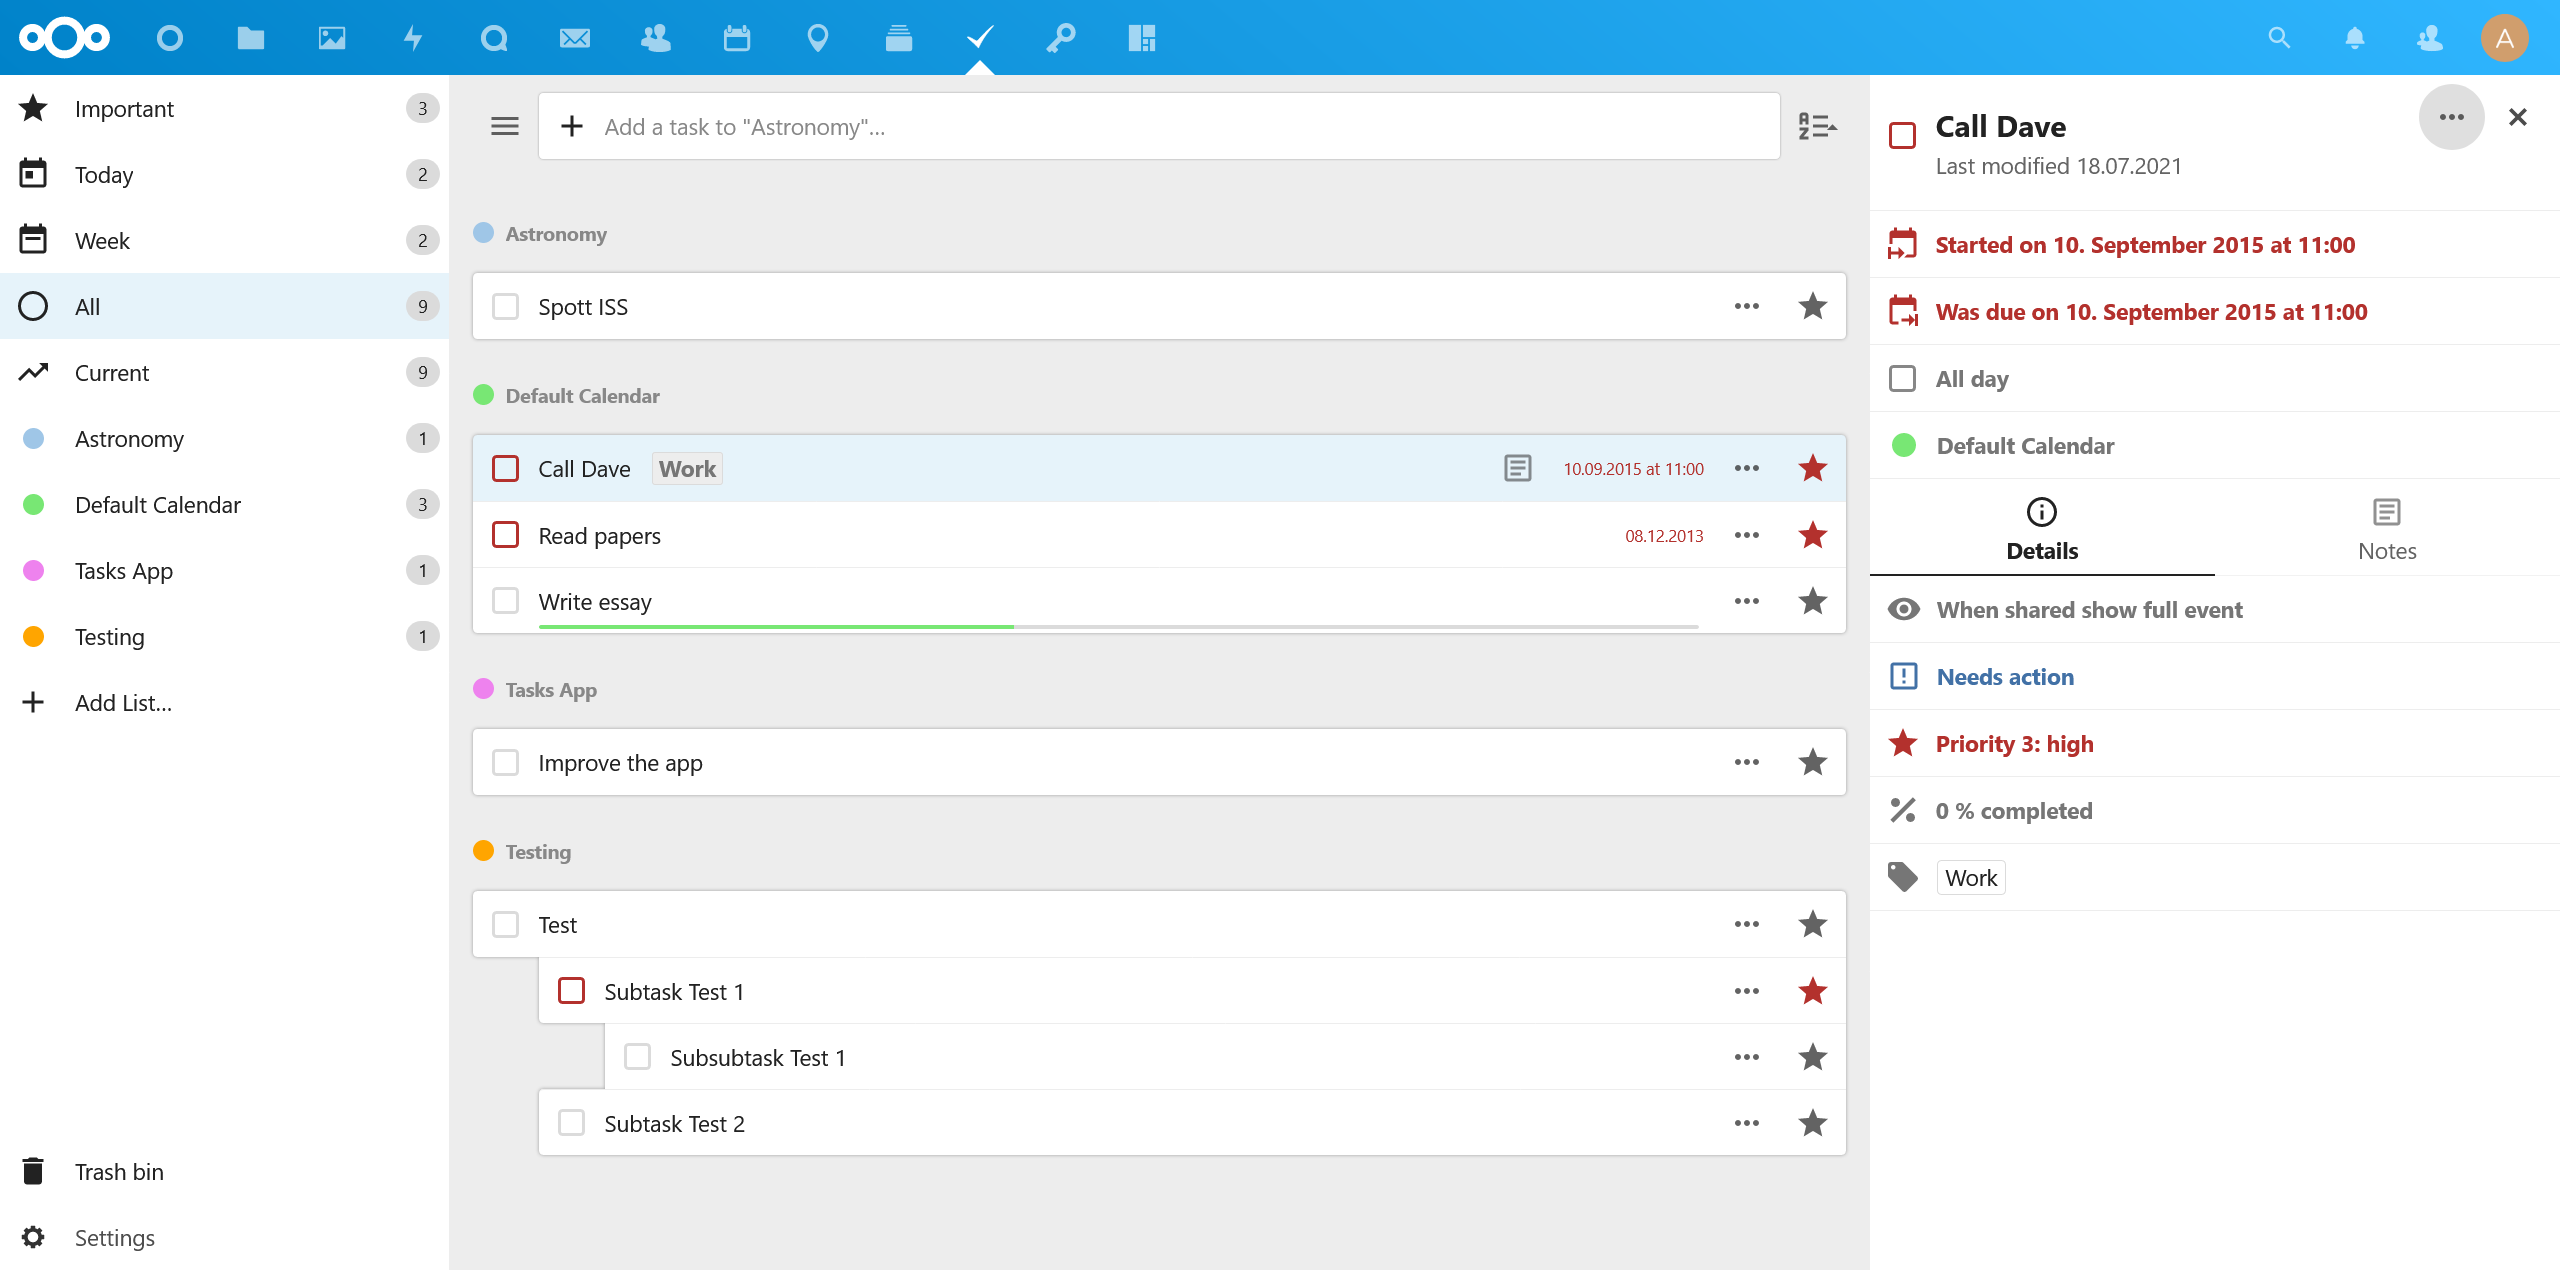 A
Important 3
Today 2
Week 2
All 9
Current 9
Astronomy 1
Default Calendar 3
Tasks App 1
Testing 1
Add List...
Trash bin
Settings
Add a task to "Astronomy"...
A
Z
Astronomy
Spott ISS
Default Calendar
Call Dave Work 10.09.2015 at 11:00
Read papers 08.12.2013
Write essay
Tasks App
Improve the app
Testing
Test
Subtask Test 1
Subsubtask Test 1
Subtask Test 2
Call Dave
Last modified 18.07.2021
Started on 10. September 2015 at 11:00
Was due on 10. September 2015 at 11:00
All day
Default Calendar
Details Notes
When shared show full event
Needs action
Priority 3: high
0 % completed
Work